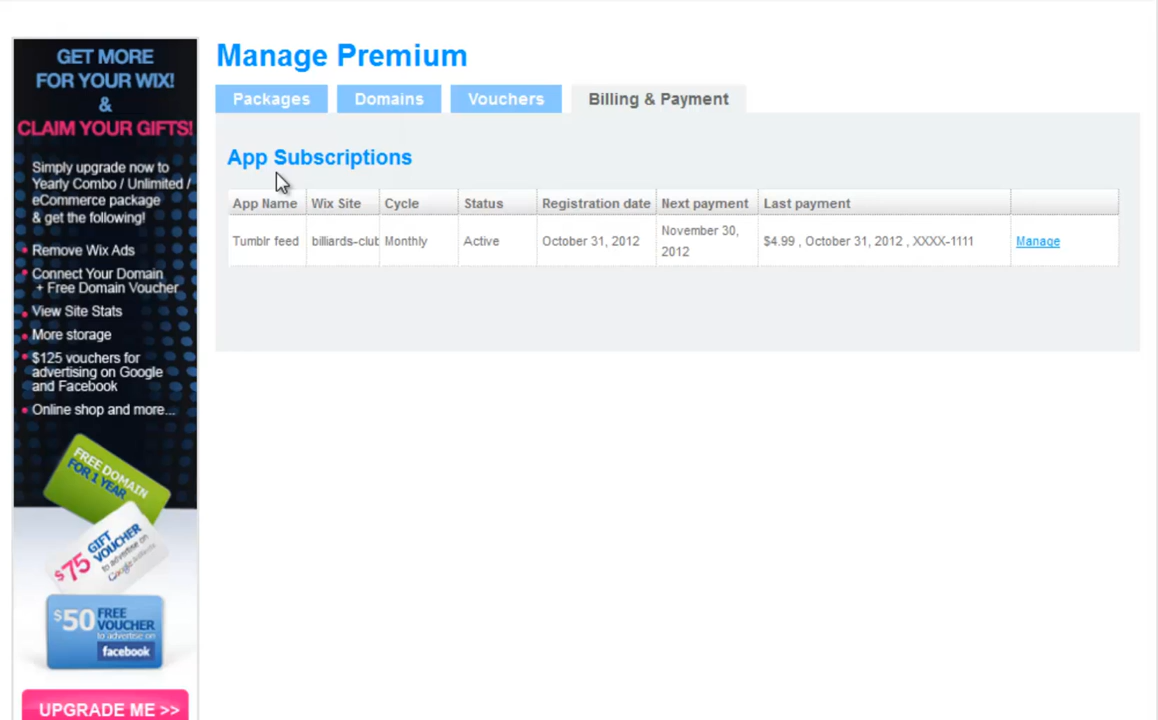 GET MORE
FOR YOUR WIX!
&
CLAIM YOUR GIFTS!
Simply upgrade now to
Yearly Combo / Unlimited /
eCommerce package
& get the following!
Remove Wix Ads
Connect Your Domain
+ Free Domain Voucher
View Site Stats
More storage
$125 vouchers for
advertising on Google
and Facebook
Online shop and more...
FREE DOMAIN
FOR 1 YEAR
$75 GIFT
VOUCHER
to advertise on
Google
$50 FREE
VOUCHER
to advertise on
facebook
UPGRADE ME >>
Manage Premium
Packages Domains Vouchers Billing & Payment
App Subscriptions
App Name Wix Site Cycle Status Registration date Next payment Last payment
Tumblr feed billiards-club Monthly Active October 31, 2012 November 30, 2012 $4.99 , October 31, 2012 , XXXX-1111 Manage